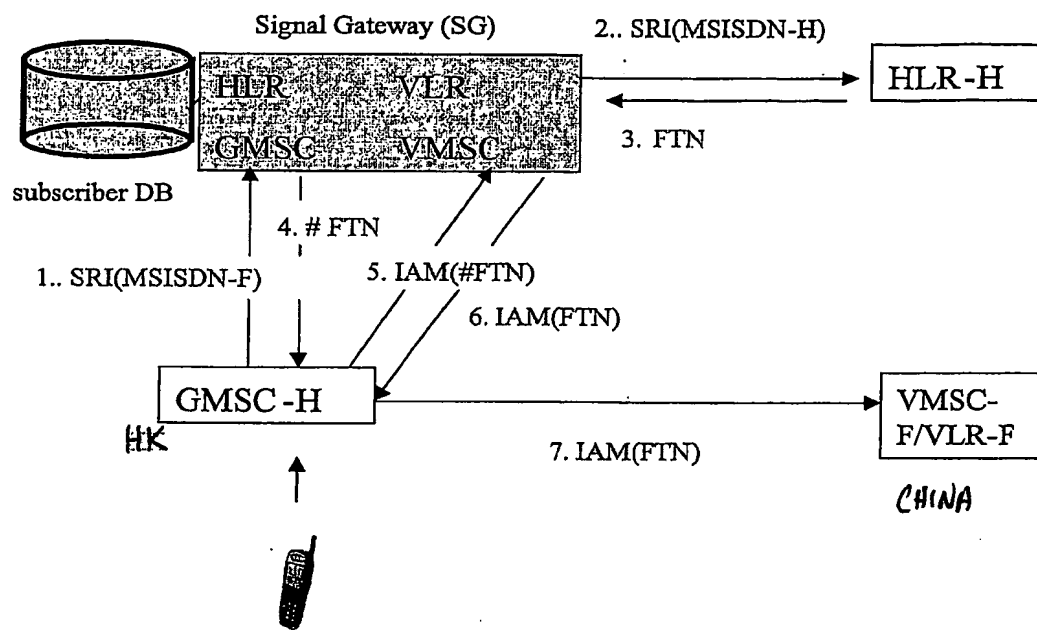 Signal Gateway (SG)
2.. SRI(MSISDN-H)
HLR VLR
HLR-H
GMSC VMSC
3. FTN
subscriber DB
4. # FTN
1.. SRI(MSISDN-F)
5. IAM(#FTN)
6. IAM(FTN)
GMSC-H
VMSC-
F/VLR-F
HK
7. IAM(FTN)
CHINA